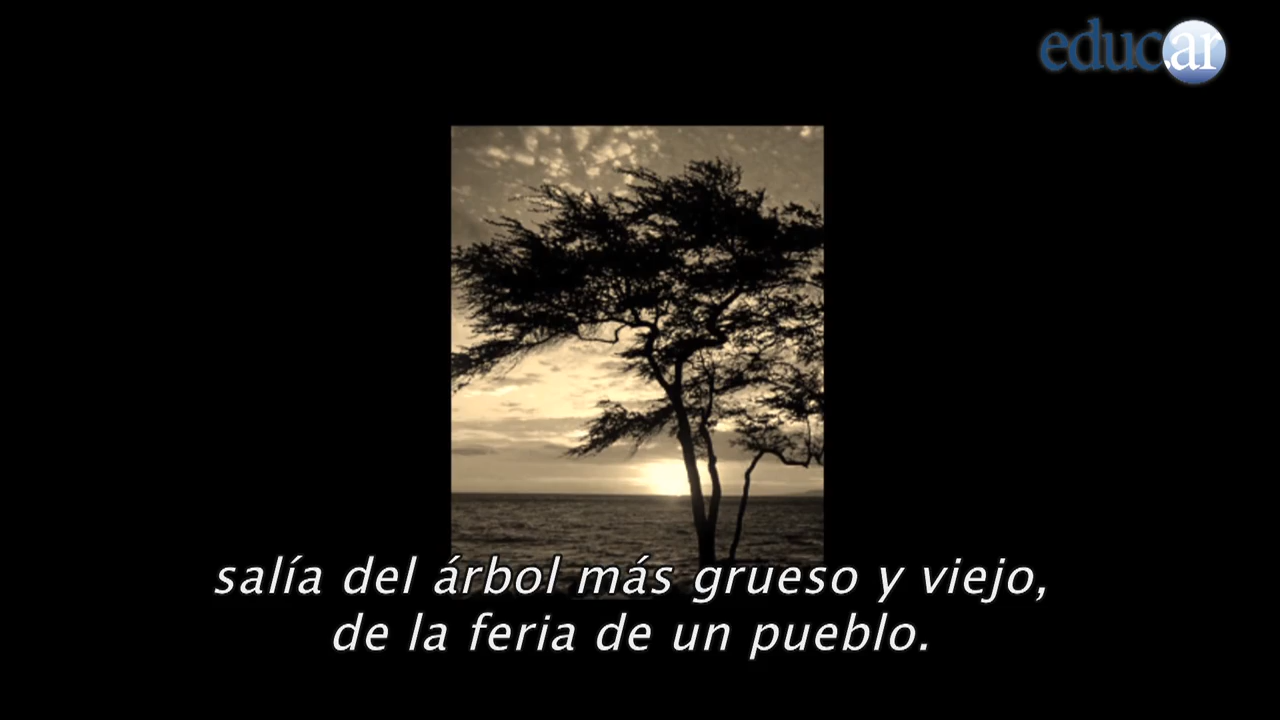 educ.ar
salía del árbol más grueso y viejo,
de la feria de un pueblo.